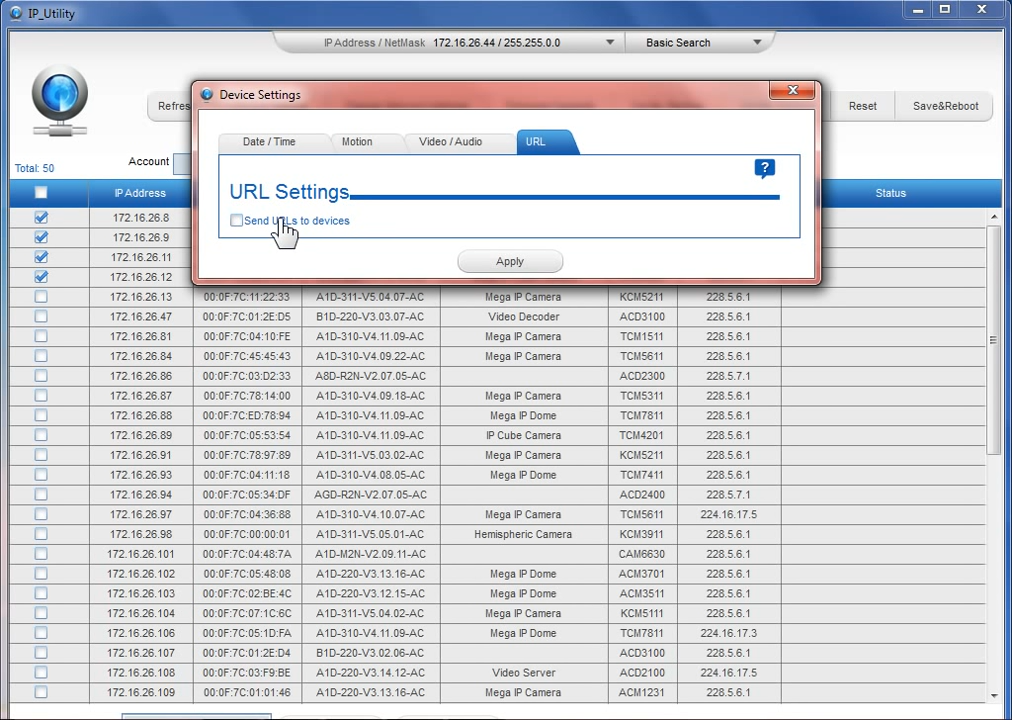 IP_Utility
IP Address / NetMask 172.16.26.44 / 255.255.0.0 Basic Search
Device Settings
Refres Reset Save&Reboot
Date / Time Motion Video / Audio URL
Total: 50 Account
?
URL Settings
IP Address Status
172.16.26.8
Send URLs to devices
172.16.26.9
172.16.26.11
Apply
172.16.26.12
172.16.26.13 00:0F:7C:11:22:33 A1D-311-V5.04.07-AC Mega IP Camera KCM5211 228.5.6.1
172.16.26.47 00:0F:7C:01:2E:D5 B1D-220-V3.03.07-AC Video Decoder ACD3100 228.5.6.1
172.16.26.81 00:0F:7C:04:10:FE A1D-310-V4.11.09-AC Mega IP Camera TCM1511 228.5.6.1
172.16.26.84 00:0F:7C:45:45:43 A1D-310-V4.09.22-AC Mega IP Camera TCM5611 228.5.6.1
172.16.26.86 00:0F:7C:03:D2:33 A8D-R2N-V2.07.05-AC ACD2300 228.5.7.1
172.16.26.87 00:0F:7C:78:14:00 A1D-310-V4.09.18-AC Mega IP Camera TCM5311 228.5.6.1
172.16.26.88 00:0F:7C:ED:78:94 A1D-310-V4.11.09-AC Mega IP Dome TCM7811 228.5.6.1
172.16.26.89 00:0F:7C:05:53:54 A1D-310-V4.11.09-AC IP Cube Camera TCM4201 228.5.6.1
172.16.26.91 00:0F:7C:78:97:89 A1D-311-V5.03.02-AC Mega IP Camera KCM5211 228.5.6.1
172.16.26.93 00:0F:7C:04:11:18 A1D-310-V4.08.05-AC Mega IP Dome TCM7411 228.5.6.1
172.16.26.94 00:0F:7C:05:34:DF AGD-R2N-V2.07.05-AC ACD2400 228.5.7.1
172.16.26.97 00:0F:7C:04:36:88 A1D-310-V4.10.07-AC Mega IP Camera TCM5611 224.16.17.5
172.16.26.98 00:0F:7C:00:00:01 A1D-311-V5.05.01-AC Hemispheric Camera KCM3911 228.5.6.1
172.16.26.101 00:0F:7C:04:48:7A A1D-M2N-V2.09.11-AC CAM6630 228.5.6.1
172.16.26.102 00:0F:7C:05:48:08 A1D-220-V3.13.16-AC Mega IP Dome ACM3701 228.5.6.1
172.16.26.103 00:0F:7C:02:BE:4C A1D-220-V3.12.15-AC Mega IP Dome ACM3511 228.5.6.1
172.16.26.104 00:0F:7C:07:1C:6C A1D-311-V5.04.02-AC Mega IP Camera KCM5111 228.5.6.1
172.16.26.106 00:0F:7C:05:1D:FA A1D-310-V4.11.09-AC Mega IP Dome TCM7811 224.16.17.3
172.16.26.107 00:0F:7C:01:2E:D4 B1D-220-V3.02.06-AC ACD3100 228.5.6.1
172.16.26.108 00:0F:7C:03:F9:BE A1D-220-V3.14.12-AC Video Server ACD2100 224.16.17.5
172.16.26.109 00:0F:7C:01:01:46 A1D-220-V3.13.16-AC Mega IP Camera ACM1231 228.5.6.1